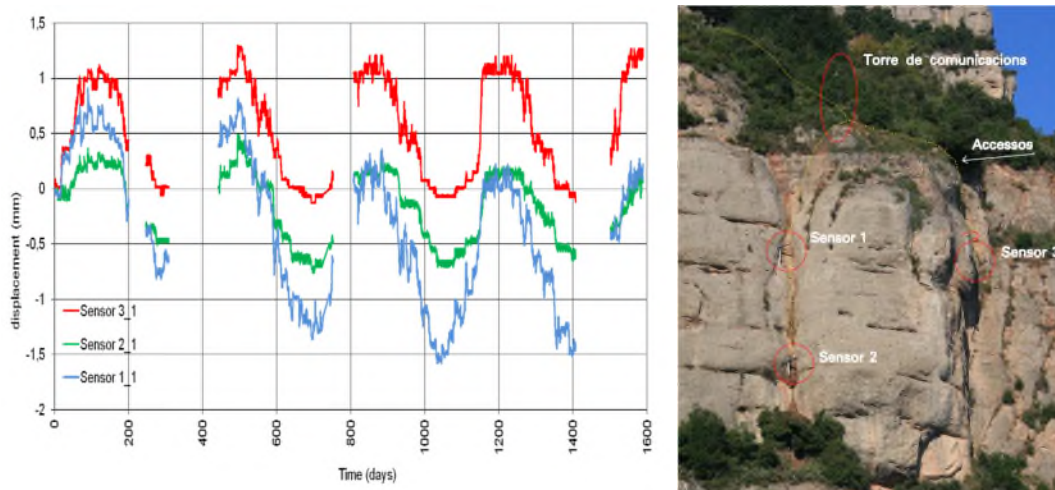 1,5
1
0,5
0
-0,5
-1
-1,5
-2
displacement (mm)
Sensor 3_1
Sensor 2_1
Sensor 1_1
0
200
400
600
800
1000
1200
1400
1600
Time (days)
Torre de comunicacions
Accessos
Sensor 1
Sensor 3
Sensor 2